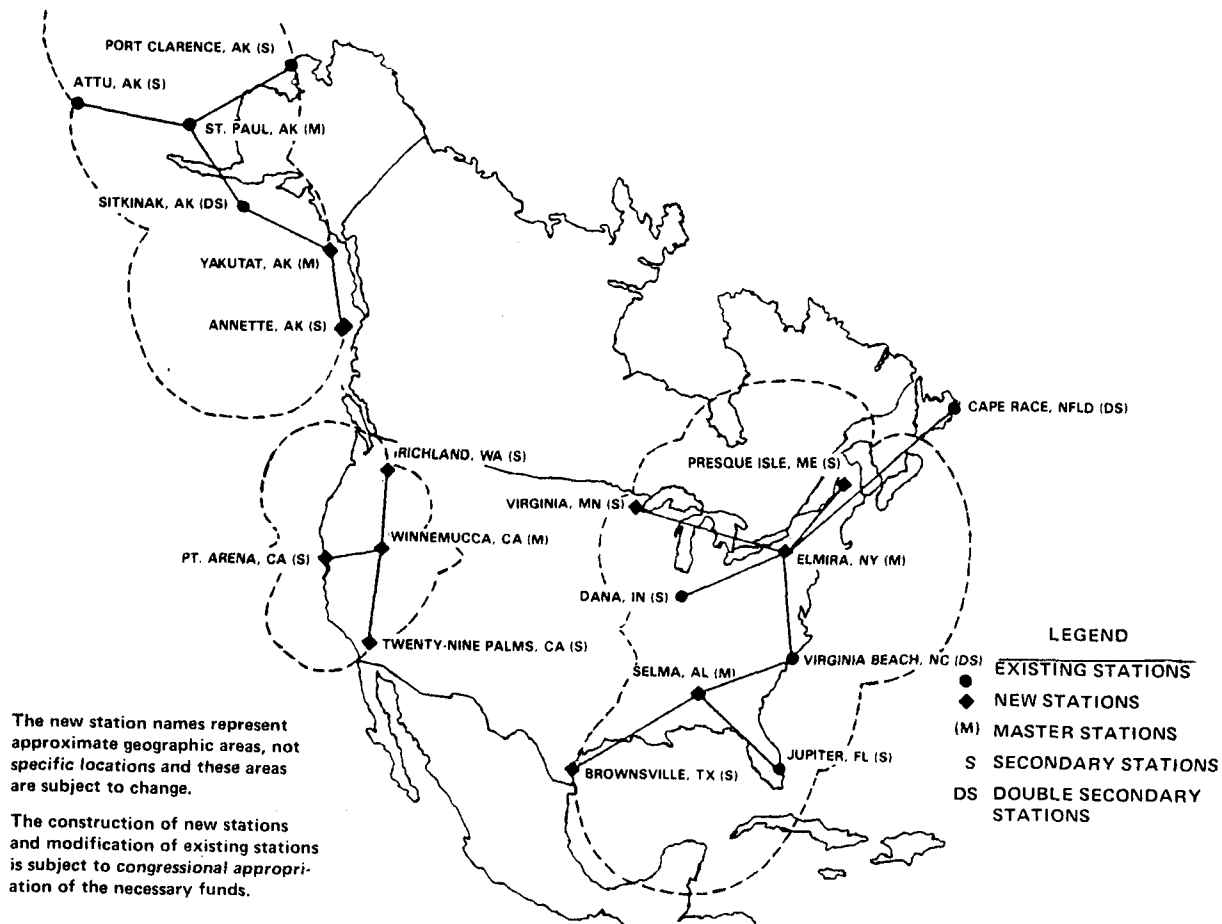 PORT CLARENCE, AK (S)
ATTU, AK (S)
ST. PAUL, AK (M)
SITKINAK, AK (DS)
YAKUTAT, AK (M)
ANNETTE, AK (S)
CAPE RACE, NFLD (DS)
RICHLAND, WA (S)
PRESQUE ISLE, ME (S)
VIRGINIA, MN (S)
WINNEMUCCA, CA (M)
PT. ARENA, CA (S)
ELMIRA, NY (M)
DANA, IN (S)
TWENTY-NINE PALMS, CA (S)
VIRGINIA BEACH, NC (DS)
SELMA, AL (M)
JUPITER, FL (S)
BROWNSVILLE, TX (S)
LEGEND
EXISTING STATIONS
NEW STATIONS
(M) MASTER STATIONS
S SECONDARY STATIONS
DS DOUBLE SECONDARY
STATIONS
The new station names represent
approximate geographic areas, not
specific locations and these areas
are subject to change.
The construction of new stations
and modification of existing stations
is subject to congressional appropri-
ation of the necessary funds.